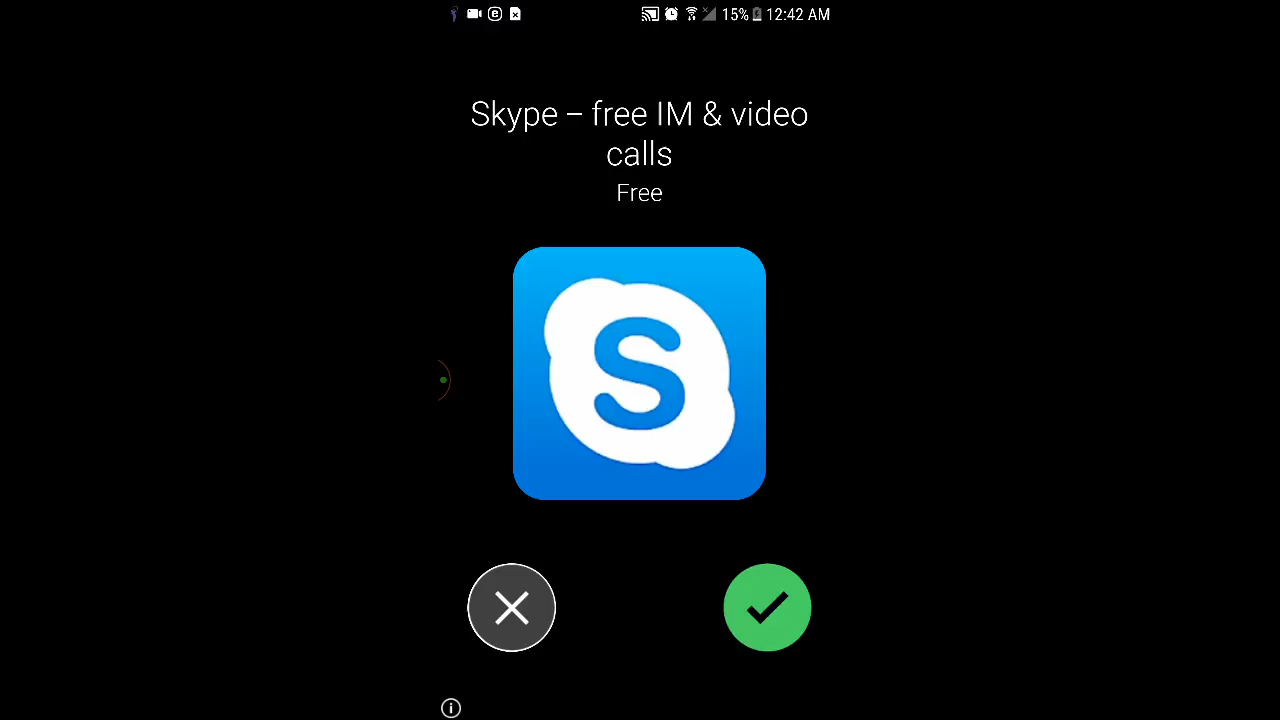 15% 12:42 AM
Skype – free IM & video
calls
Free
S